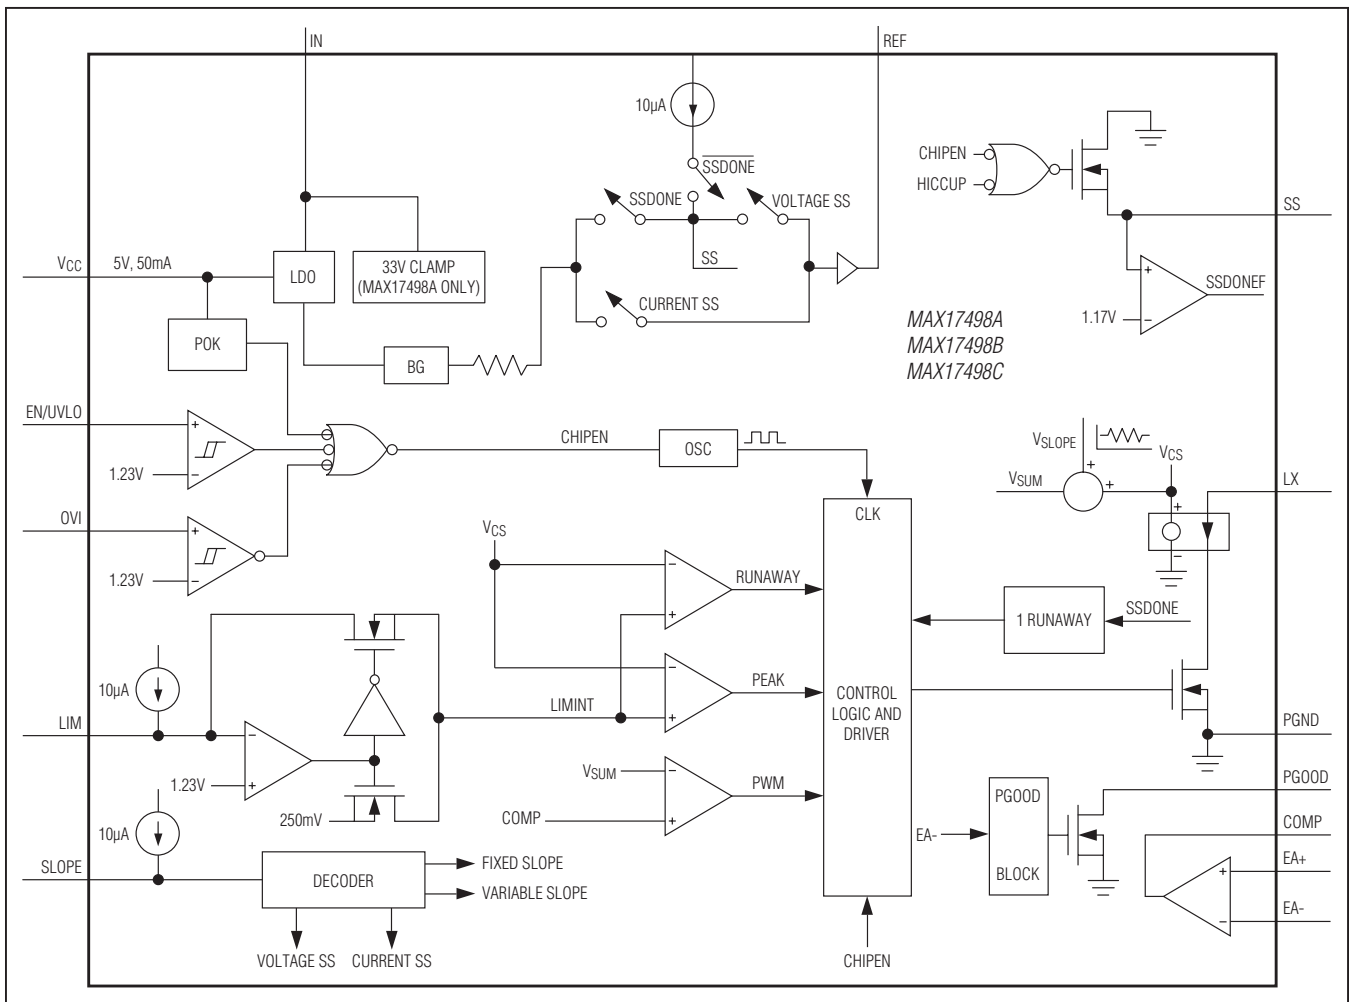 IN
REF
10µA
SSDONE
CHIPEN
HICCUP
SSDONE
VOLTAGE SS
SS
VCC
5V, 50mA
LDO
33V CLAMP
(MAX17498A ONLY)
SS
+
SSDONEF
1.17V
−
CURRENT SS
MAX17498A
MAX17498B
MAX17498C
POK
BG
EN/UVLO
+
1.23V
−
CHIPEN
OSC
VSLOPE
VCS
+
VSUM
+
LX
OVI
+
1.23V
−
CLK
VCS
+
−
−
RUNAWAY
+
1 RUNAWAY
SSDONE
10µA
LIM
LIMINT
−
PEAK
+
CONTROL
LOGIC AND
DRIVER
PGND
−
1.23V
+
VSUM
−
PWM
COMP
+
250mV
PGOOD
PGOOD
BLOCK
EA-
COMP
10µA
SLOPE
DECODER
FIXED SLOPE
VARIABLE SLOPE
EA+
+
EA-
−
VOLTAGE SS
CURRENT SS
CHIPEN